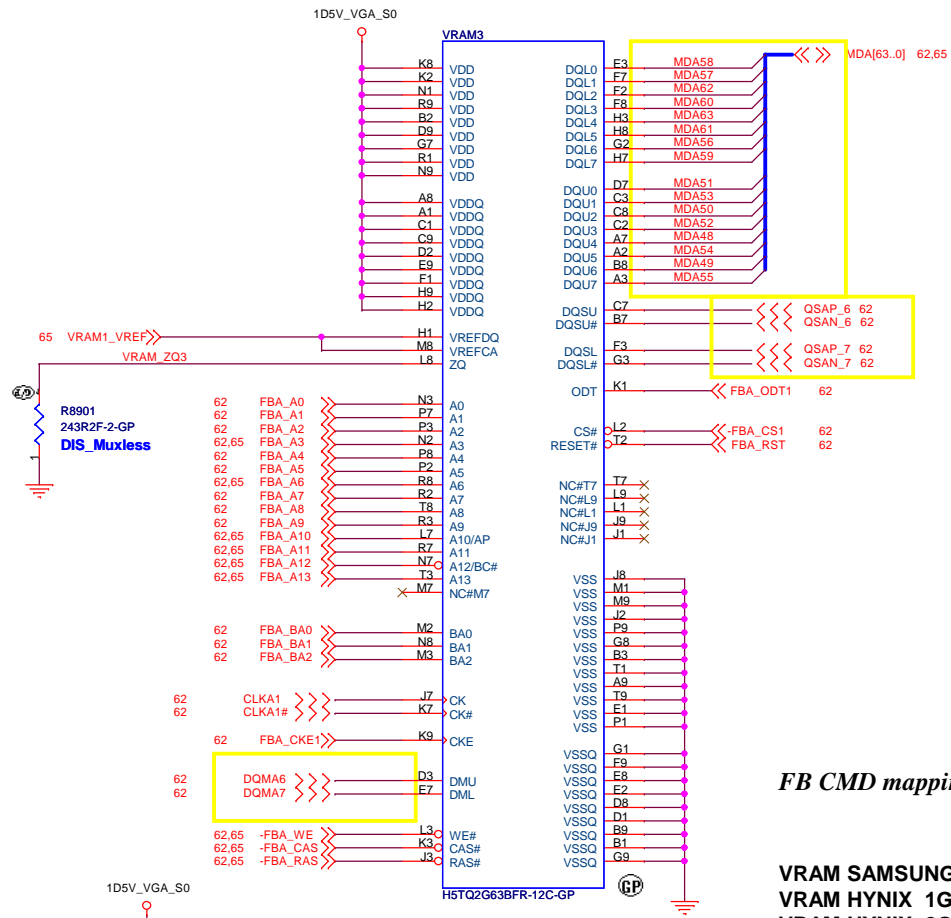 1D5V_VGA_S0
VRAM3
K8 VDD
K2 VDD
N1 VDD
R9 VDD
B2 VDD
D9 VDD
G7 VDD
R1 VDD
N9 VDD
A8 VDDQ
A1 VDDQ
C1 VDDQ
C9 VDDQ
D2 VDDQ
E9 VDDQ
F1 VDDQ
H9 VDDQ
H2 VDDQ
65 VRAM1_VREF H1 VREFDQ
M8 VREFCA
VRAM_ZQ3 L8 ZQ
R8901
243R2F-2-GP
DIS_Muxless
1
62 FBA_A0 N3 A0
62 FBA_A1 P7 A1
62 FBA_A2 P3 A2
62,65 FBA_A3 N2 A3
62 FBA_A4 P8 A4
62 FBA_A5 P2 A5
62,65 FBA_A6 R8 A6
62 FBA_A7 R2 A7
62 FBA_A8 T8 A8
62 FBA_A9 R3 A9
62,65 FBA_A10 L7 A10/AP
62,65 FBA_A11 R7 A11
62,65 FBA_A12 N7 A12/BC#
62,65 FBA_A13 T3 A13
M7 NC#M7
62 FBA_BA0 M2 BA0
62 FBA_BA1 N8 BA1
62 FBA_BA2 M3 BA2
62 CLKA1 J7 CK
62 CLKA1# K7 CK#
62 FBA_CKE1 K9 CKE
62 DQMA6 D3 DMU
62 DQMA7 E7 DML
62,65 -FBA_WE L3 WE#
62,65 -FBA_CAS K3 CAS#
62,65 -FBA_RAS J3 RAS#
H5TQ2G63BFR-12C-GP
DQL0 E3 MDA58
DQL1 F7 MDA57
DQL2 F2 MDA62
DQL3 F8 MDA60
DQL4 H3 MDA63
DQL5 H8 MDA61
DQL6 G2 MDA56
DQL7 H7 MDA59
MDA[63..0] 62,65
DQU0 D7 MDA51
DQU1 C3 MDA53
DQU2 C8 MDA50
DQU3 C2 MDA52
DQU4 A7 MDA48
DQU5 A2 MDA54
DQU6 B8 MDA49
DQU7 A3 MDA55
DQSU C7 QSAP_6 62
DQSU# B7 QSAN_6 62
DQSL F3 QSAP_7 62
DQSL# G3 QSAN_7 62
ODT K1 FBA_ODT1 62
CS# L2 -FBA_CS1 62
RESET# T2 FBA_RST 62
NC#T7 T7
NC#L9 L9
NC#L1 L1
NC#J9 J9
NC#J1 J1
VSS J8
VSS M1
VSS M9
VSS J2
VSS P9
VSS G8
VSS B3
VSS T1
VSS A9
VSS T9
VSS E1
VSS P1
VSSQ G1
VSSQ F9
VSSQ E8
VSSQ E2
VSSQ D8
VSSQ D1
VSSQ B9
VSSQ B1
VSSQ G9
GP
FB CMD mappi
VRAM SAMSUNG
VRAM HYNIX 1G
1D5V_VGA_S0